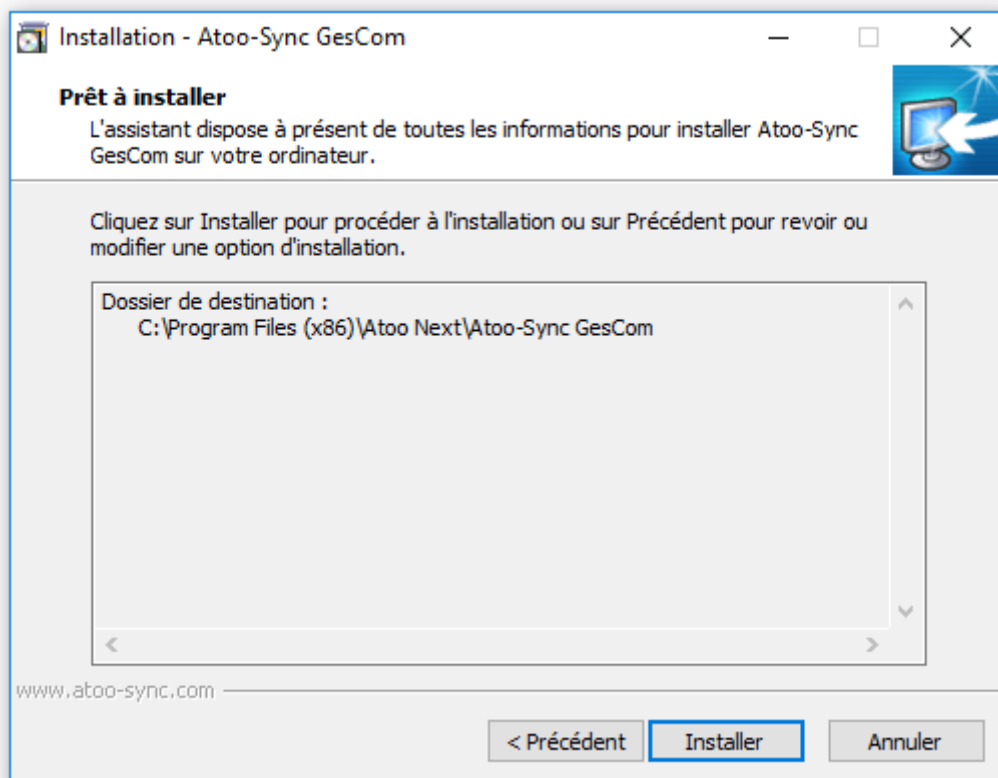 Installation - Atoo-Sync GesCom
Prêt à installer
L'assistant dispose à présent de toutes les informations pour installer Atoo-Sync
GesCom sur votre ordinateur.
Cliquez sur Installer pour procéder à l'installation ou sur Précédent pour revoir ou
modifier une option d'installation.
Dossier de destination :
C:\Program Files (x86)\Atoo Next\Atoo-Sync GesCom
www.atoo-sync.com
< Précédent Installer Annuler